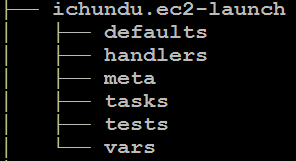 ├── ichundu.ec2-launch
│   ├── defaults
│   ├── handlers
│   ├── meta
│   ├── tasks
│   ├── tests
│   └── vars